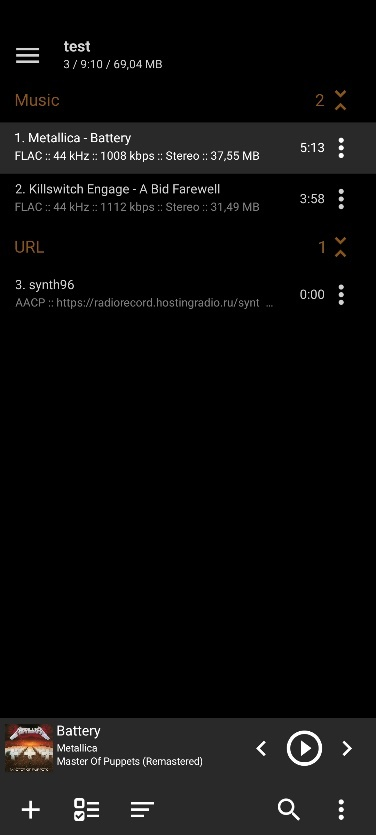 test
3 / 9:10 / 69,04 MB
Music 2
1. Metallica - Battery
5:13
FLAC :: 44 kHz :: 1008 kbps :: Stereo :: 37,55 MB
2. Killswitch Engage - A Bid Farewell
3:58
FLAC :: 44 kHz :: 1112 kbps :: Stereo :: 31,49 MB
URL 1
3. synth96
0:00
AACP :: https://radiorecord.hostingradio.ru/synt ...
METALLICA
MASTER OF PUPPETS
Battery
Metallica
Master Of Puppets (Remastered)